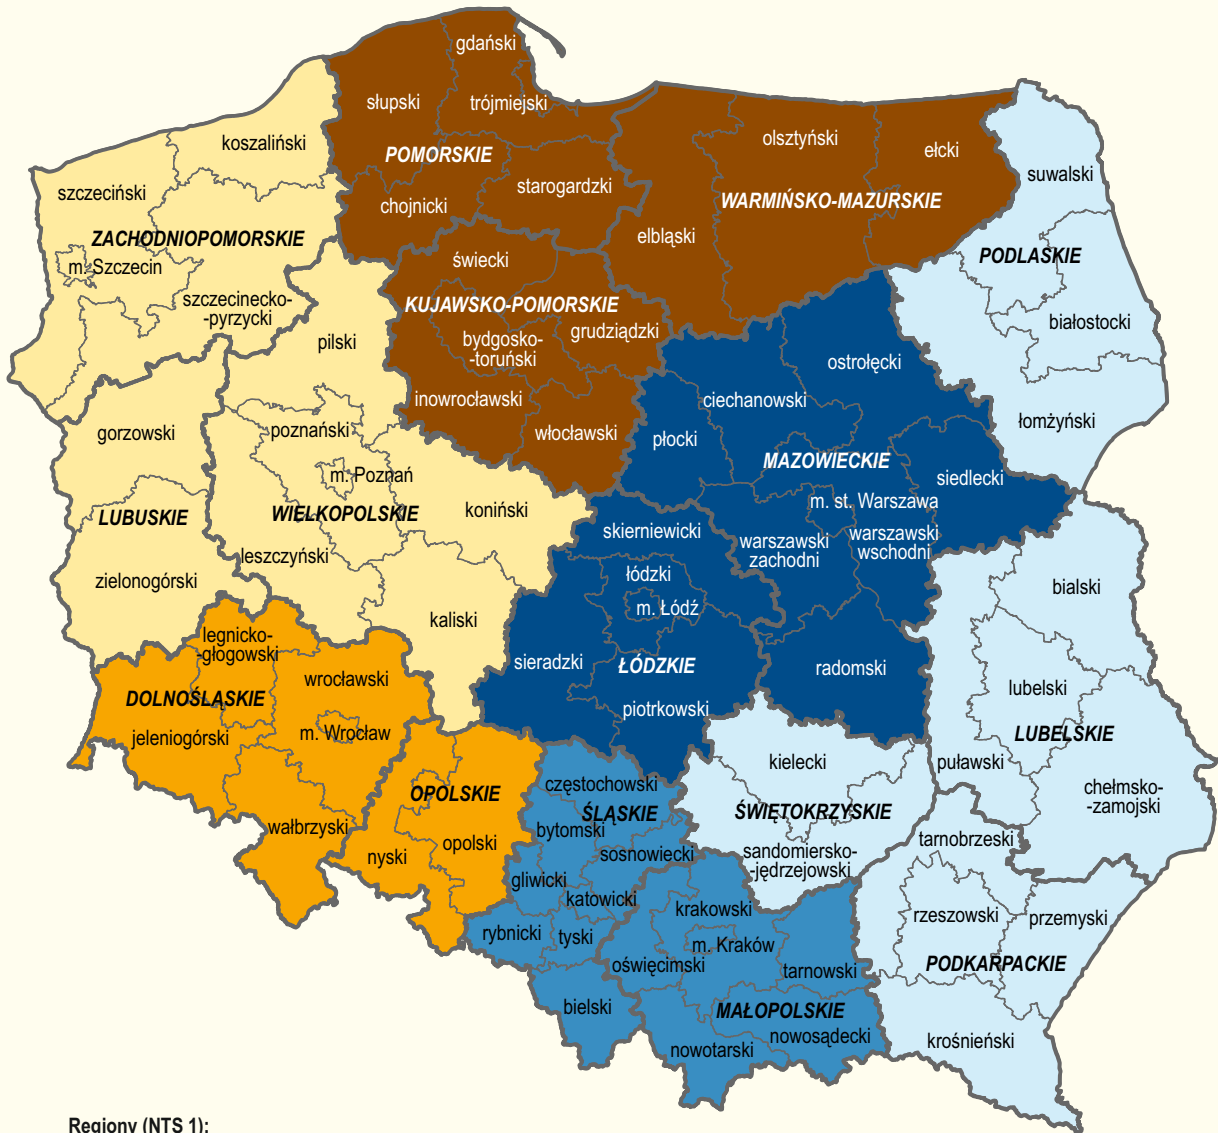 gdański
słupski
trójmiejski
koszaliński
olsztyński
ełcki
POMORSKIE
szczeciński
suwalski
starogardzki
chojnicki
WARMIŃSKO-MAZURSKIE
ZACHODNIOPOMORSKIE
elbląski
PODLASKIE
m. Szczecin
świecki
szczecinecko-
-pyrzycki
KUJAWSKO-POMORSKIE
białostocki
grudziądzki
bydgosko-
-toruński
pilski
ostrołęcki
inowrocławski
ciechanowski
łomżyński
gorzowski
poznański
włocławski
płocki
MAZOWIECKIE
m. Poznań
siedlecki
m. st. Warszawa
LUBUSKIE
WIELKOPOLSKIE
koniński
skierniewicki
warszawski
zachodni
warszawski
wschodni
leszczyński
zielonogórski
łódzki
bialski
m. Łódź
kaliski
legnicko-
-głogowski
sieradzki
ŁÓDZKIE
radomski
wrocławski
lubelski
DOLNOŚLĄSKIE
piotrkowski
jeleniogórski
m. Wrocław
LUBELSKIE
kielecki
puławski
częstochowski
chełmsko-
-zamojski
OPOLSKIE
ŚLĄSKIE
ŚWIĘTOKRZYSKIE
wałbrzyski
bytomski
tarnobrzeski
opolski
nyski
sosnowiecki
sandomiersko-
-jędrzejowski
gliwicki
katowicki
krakowski
rzeszowski
przemyski
rybnicki
tyski
m. Kraków
oświęcimski
tarnowski
PODKARPACKIE
bielski
MAŁOPOLSKIE
nowosądecki
krośnieński
nowotarski
Regiony (NTS 1):